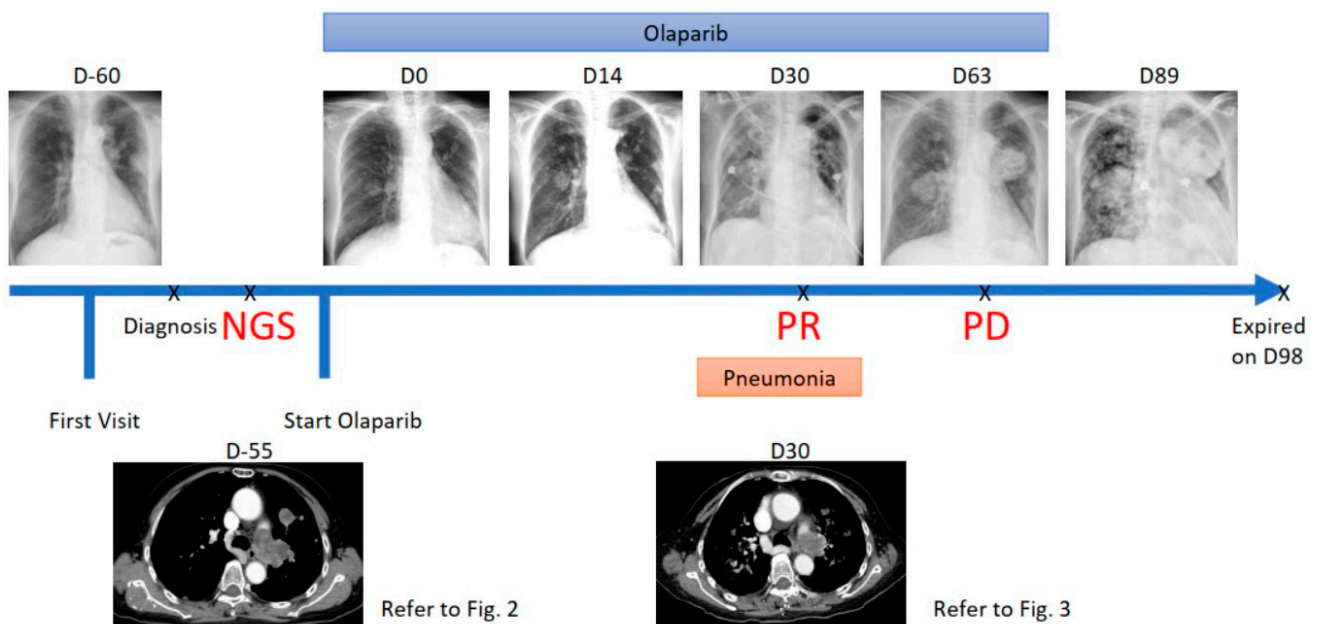 Olaparib
D-60
D0
D14
D30
D63
D89
X
X
X
X
X
Diagnosis
NGS
PR
PD
Expired
on D98
Pneumonia
First Visit
Start Olaparib
D-55
D30
Refer to Fig. 2
Refer to Fig. 3